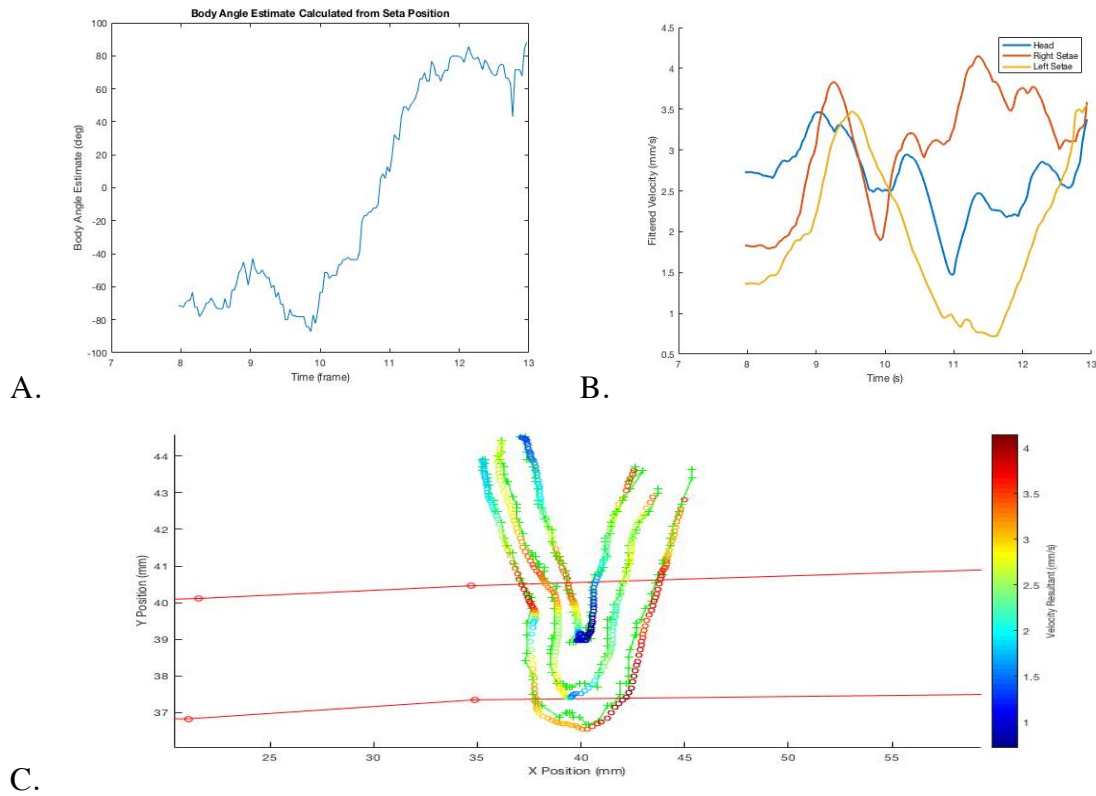 Body Angle Estimate Calculated from Seta Position
100
80
60
40
20
0
-20
-40
-60
-80
-100
Body Angle Estimate (deg)
7 8 9 10 11 12 13
Time (frame)
A.
4.5
4
3.5
3
2.5
2
1.5
1
0.5
Filtered Velocity (mm/s)
Head
Right Setae
Left Setae
7 8 9 10 11 12 13
Time (s)
B.
44
43
42
41
40
39
38
37
Y Position (mm)
25 30 35 40 45 50 55
X Position (mm)
4
3.5
3
2.5
2
1.5
1
Velocity Resultant (mm/s)
C.